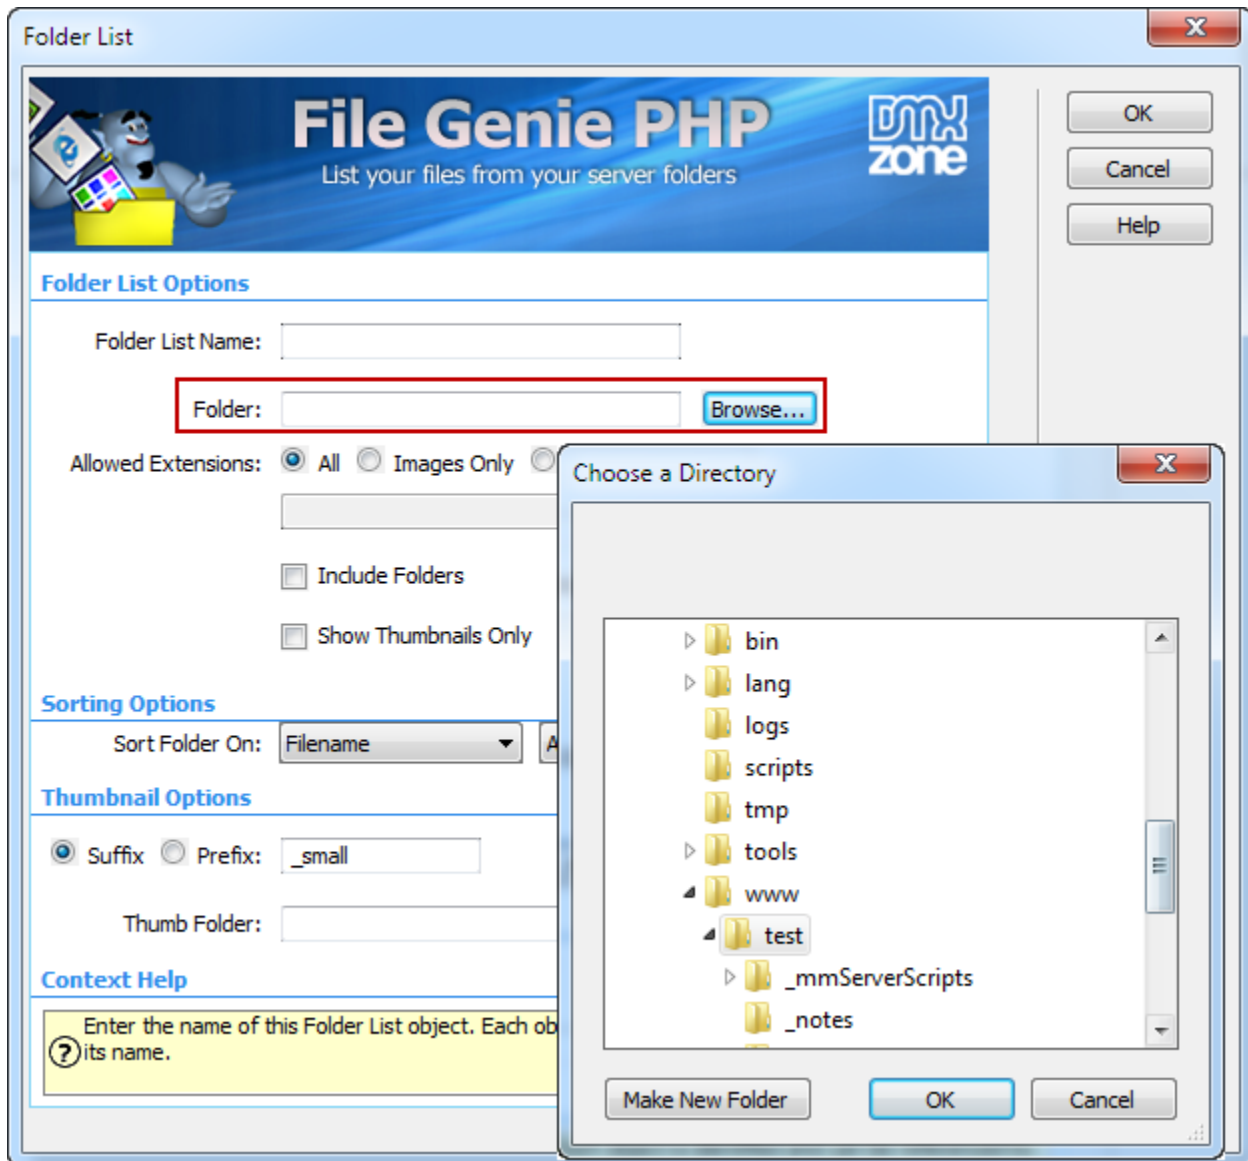 Folder List
File Genie PHP
List your files from your server folders
DMX
zone
OK
Cancel
Help
Folder List Options
Folder List Name:
Folder: Browse...
Allowed Extensions: All Images Only
Include Folders
Show Thumbnails Only
Sorting Options
Sort Folder On: Filename A
Thumbnail Options
Suffix Prefix: _small
Thumb Folder:
Context Help
Enter the name of this Folder List object. Each ob
its name.
Choose a Directory
bin
lang
logs
scripts
tmp
tools
www
test
_mmServerScripts
_notes
Make New Folder OK Cancel